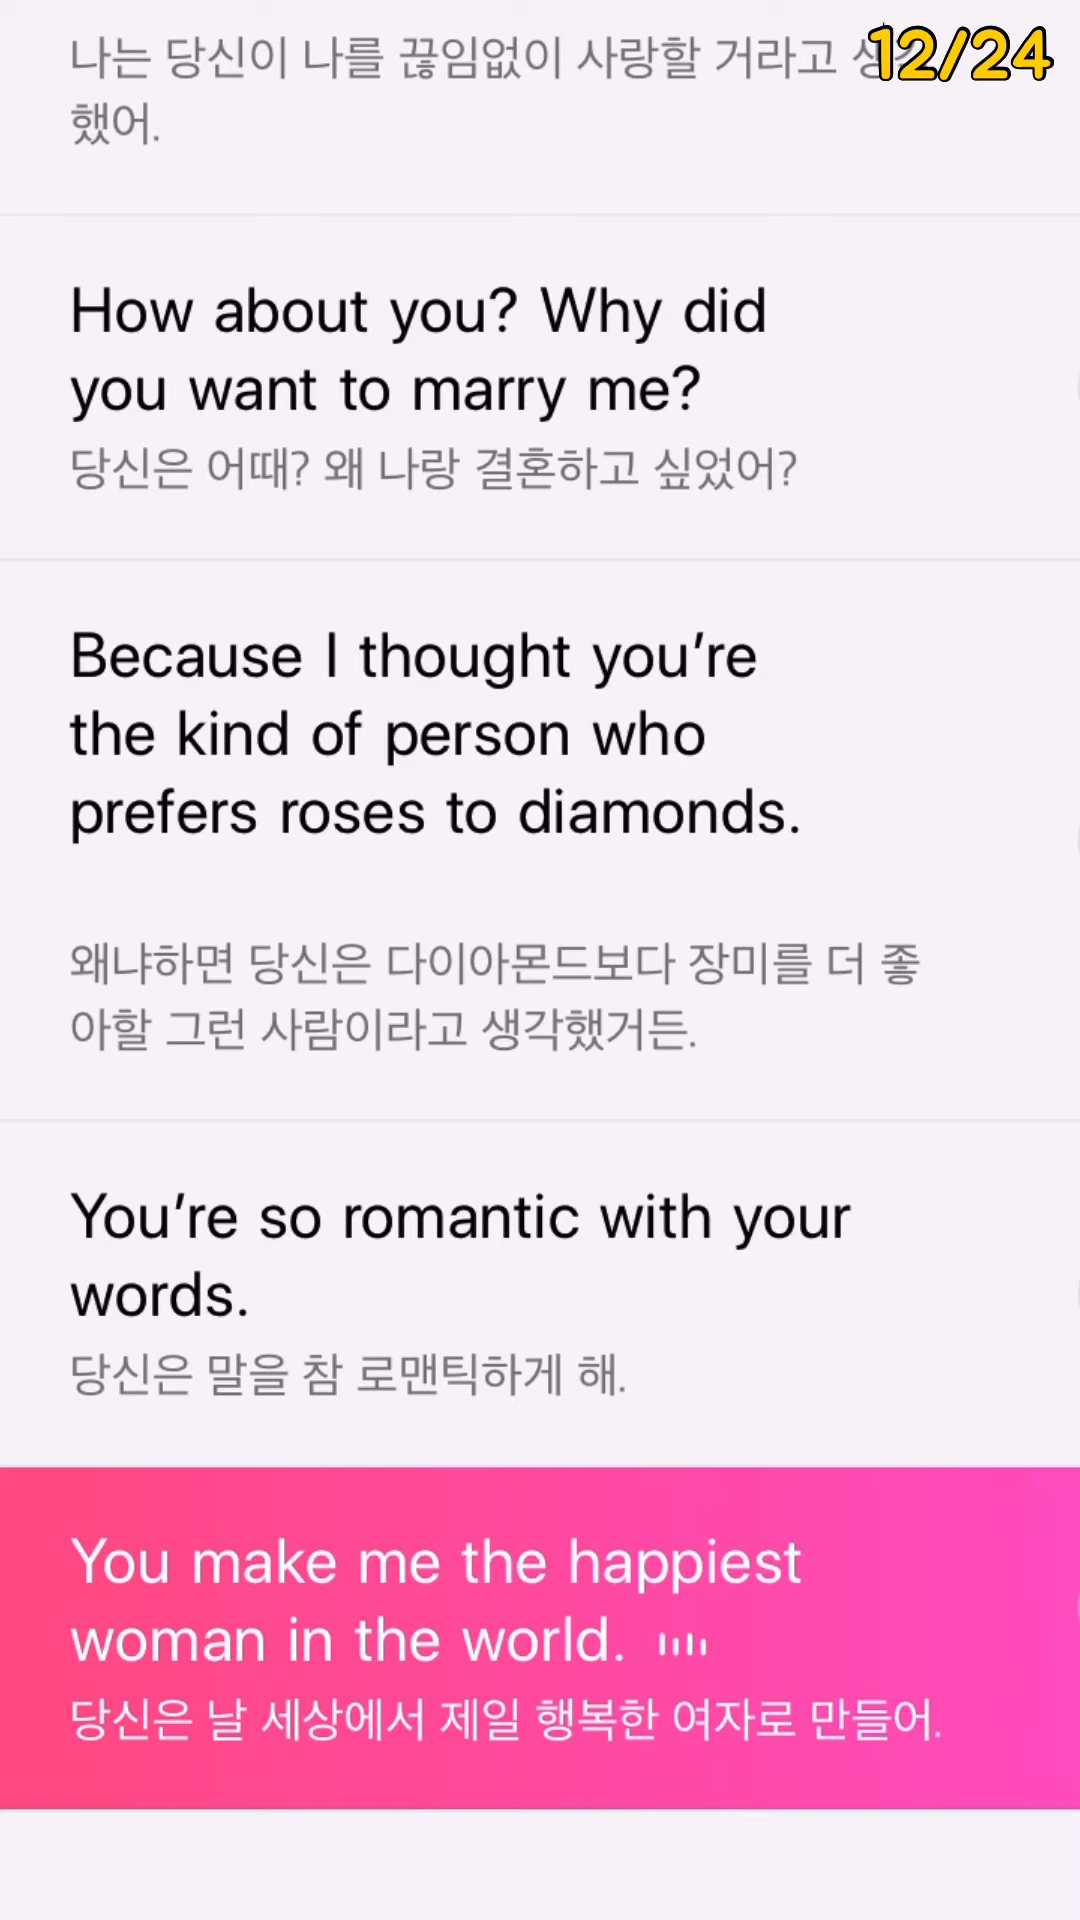 나는 당신이 나를 끊임없이 사랑할 거라고
12/24
했어.
How about you? Why did
you want to marry me?
당신은 어때? 왜 나랑 결혼하고 싶었어?
Because I thought you're
the kind of person who
prefers roses to diamonds.
왜냐하면 당신은 다이아몬드보다 장미를 더 좋
아할 그런 사람이라고 생각했거든.
You're so romantic with your
words.
당신은 말을 참 로맨틱하게 해.
You make me the happiest
woman in the world.
당신은 날 세상에서 제일 행복한 여자로 만들어.